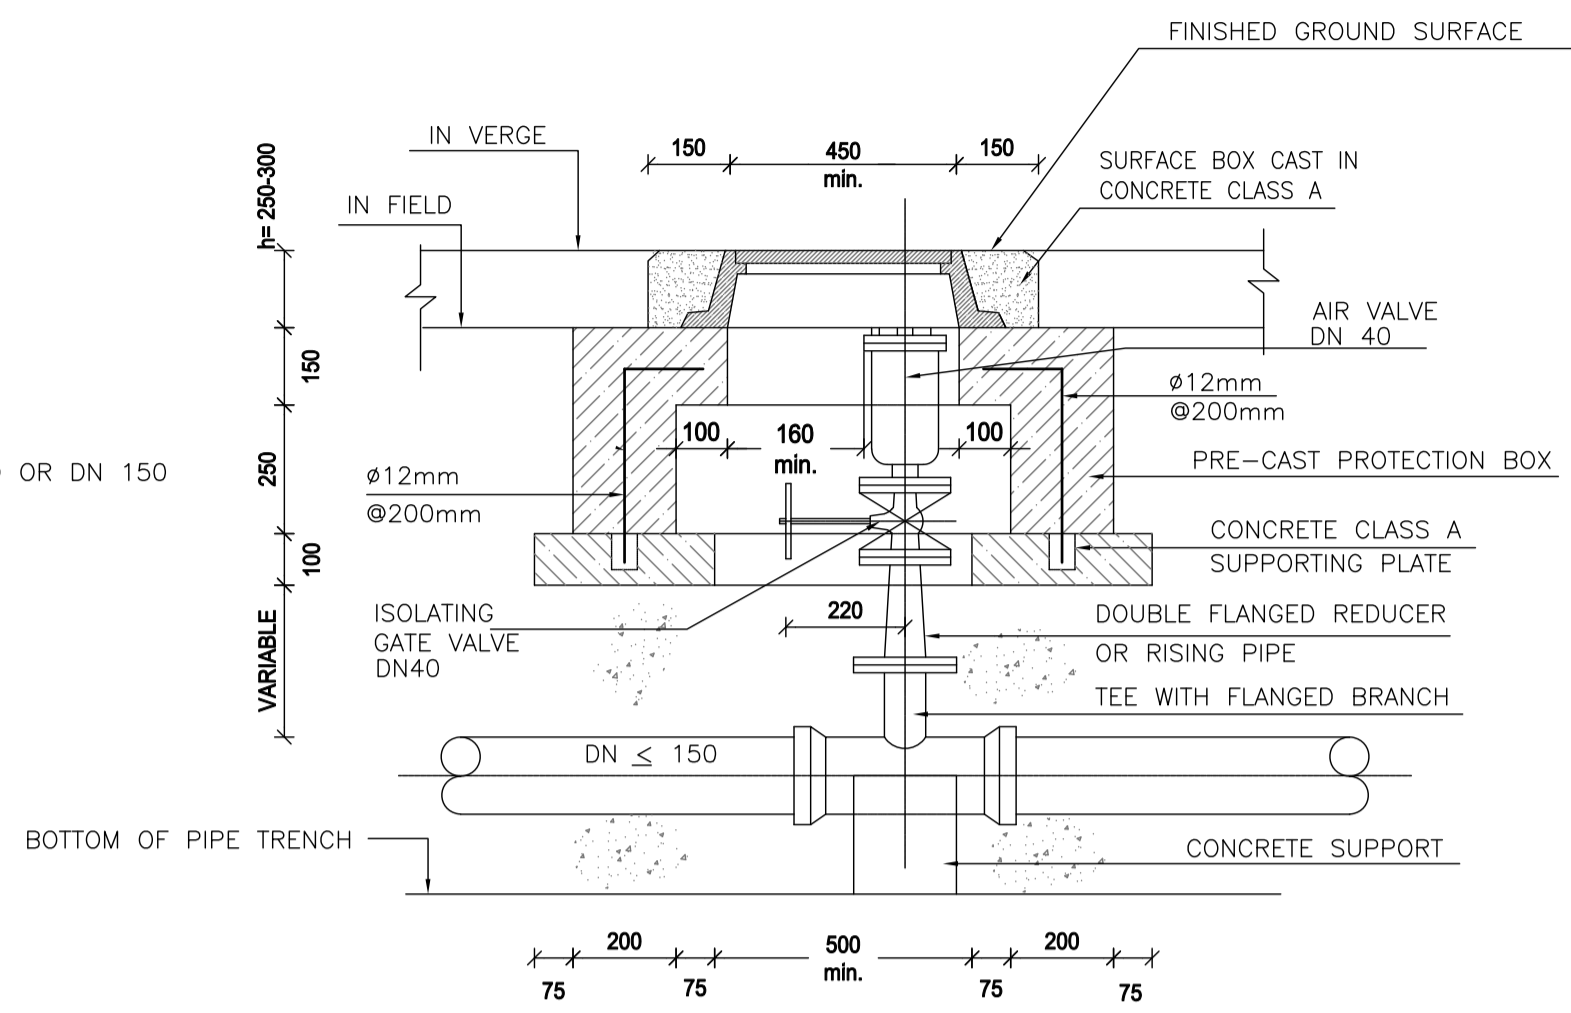 FINISHED GROUND SURFACE
IN VERGE
150
450
min.
150
SURFACE BOX CAST IN
CONCRETE CLASS A
IN FIELD
h= 250-300
AIR VALVE
DN 40
150
Ø12mm
@200mm
100
160
min.
100
PRE-CAST PROTECTION BOX
OR DN 150
250
Ø12mm
@200mm
CONCRETE CLASS A
SUPPORTING PLATE
100
ISOLATING
GATE VALVE
DN40
220
DOUBLE FLANGED REDUCER
OR RISING PIPE
VARIABLE
TEE WITH FLANGED BRANCH
DN ≤ 150
BOTTOM OF PIPE TRENCH
CONCRETE SUPPORT
75
200
75
500
min.
75
200
75